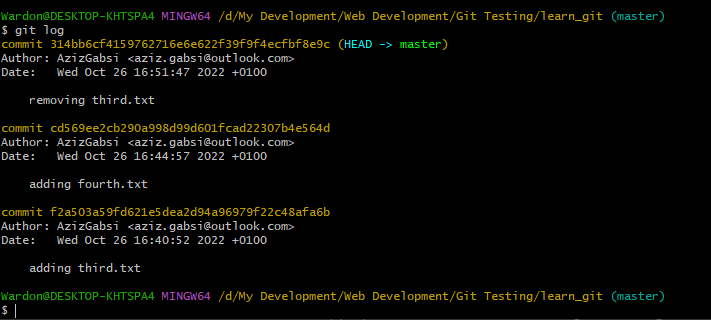 Wardon@DESKTOP-KHTSPA4 MINGW64 /d/My Development/Web Development/Git Testing/learn_git (master)
$ git log
commit 314bb6cf4159762716e6e622f39f9f4ecfbf8e9c (HEAD -> master)
Author: AzizGabsi <aziz.gabsi@outlook.com>
Date:   Wed Oct 26 16:51:47 2022 +0100
    removing third.txt
commit cd569ee2cb290a998d99d601fcad22307b4e564d
Author: AzizGabsi <aziz.gabsi@outlook.com>
Date:   Wed Oct 26 16:44:57 2022 +0100
    adding fourth.txt
commit f2a503a59fd621e5dea2d94a96979f22c48afa6b
Author: AzizGabsi <aziz.gabsi@outlook.com>
Date:   Wed Oct 26 16:40:52 2022 +0100
    adding third.txt
Wardon@DESKTOP-KHTSPA4 MINGW64 /d/My Development/Web Development/Git Testing/learn_git (master)
$